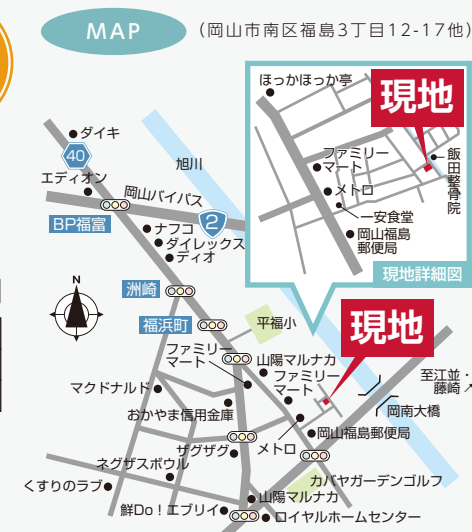 MAP
(岡山市南区福島3丁目12-17他)
ほっかほっか亭
現地
ファミリー
マート
飯田整骨院
メトロ
一安食堂
岡山福島
郵便局
現地詳細図
ダイキ
40
旭川
エディオン
岡山バイパス
2
BP福富
ナフコ
ダイレックス
ディオ
洲崎
N
福浜町
平福小
現地
ファミリー
マート
山陽マルナカ
ファミリー
マート
至江並・
藤崎
マクドナルド
岡南大橋
おかやま信用金庫
岡山福島郵便局
メトロ
ザグザグ
ネグザスボウル
カバヤガーデンゴルフ
くすりのラブ
山陽マルナカ
鮮Do!エブリイ
ロイヤルホームセンター